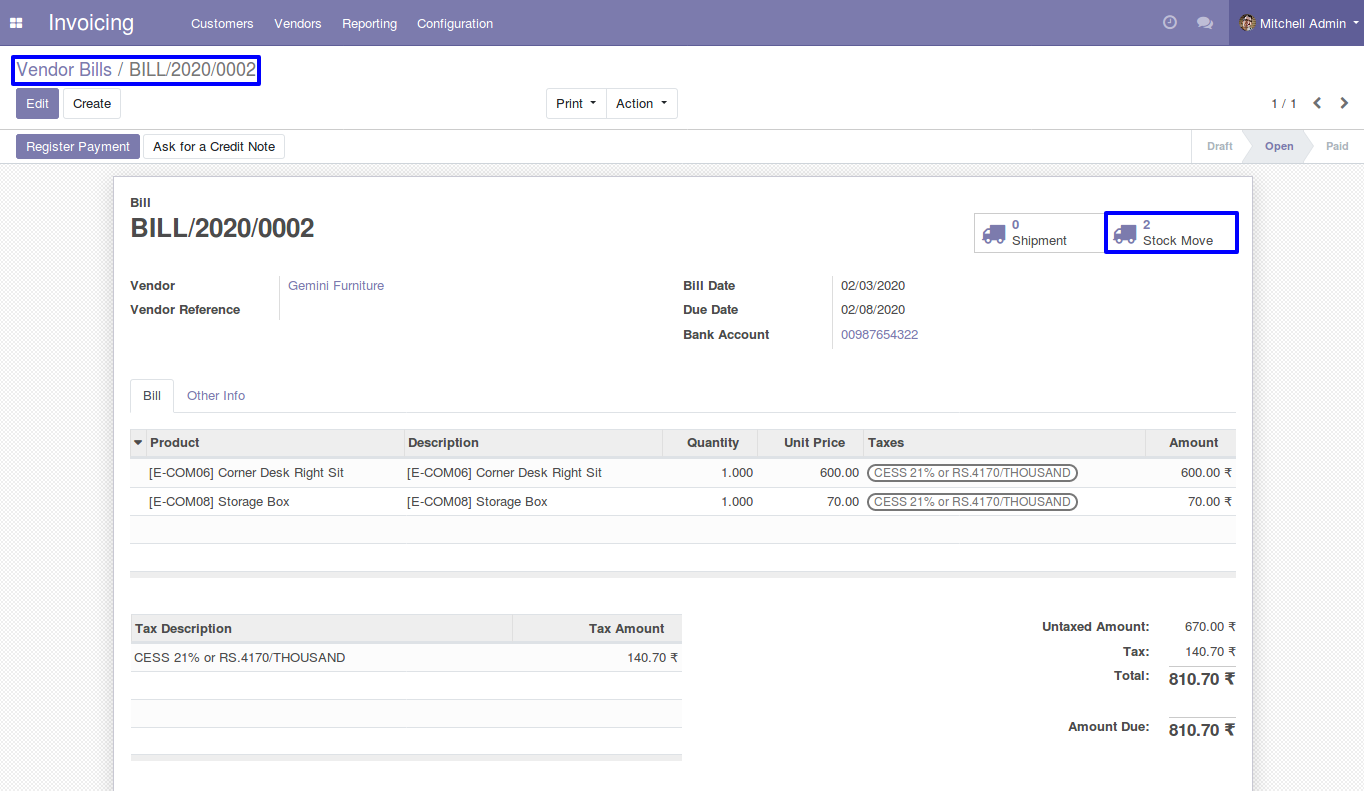 Invoicing Customers Vendors Reporting Configuration Mitchell Admin
Vendor Bills / BILL/2020/0002
Edit Create Print Action 1 / 1
Register Payment Ask for a Credit Note Draft Open Paid
Bill
BILL/2020/0002
0 Shipment
2 Stock Move
Vendor Gemini Furniture Bill Date 02/03/2020
Vendor Reference Due Date 02/08/2020
Bank Account 00987654322
Bill Other Info
Product Description Quantity Unit Price Taxes Amount
[E-COM06] Corner Desk Right Sit [E-COM06] Corner Desk Right Sit 1.000 600.00 CESS 21% or RS.4170/THOUSAND 600.00 ₹
[E-COM08] Storage Box [E-COM08] Storage Box 1.000 70.00 CESS 21% or RS.4170/THOUSAND 70.00 ₹
Tax Description Tax Amount
CESS 21% or RS.4170/THOUSAND 140.70 ₹
Untaxed Amount: 670.00 ₹
Tax: 140.70 ₹
Total: 810.70 ₹
Amount Due: 810.70 ₹